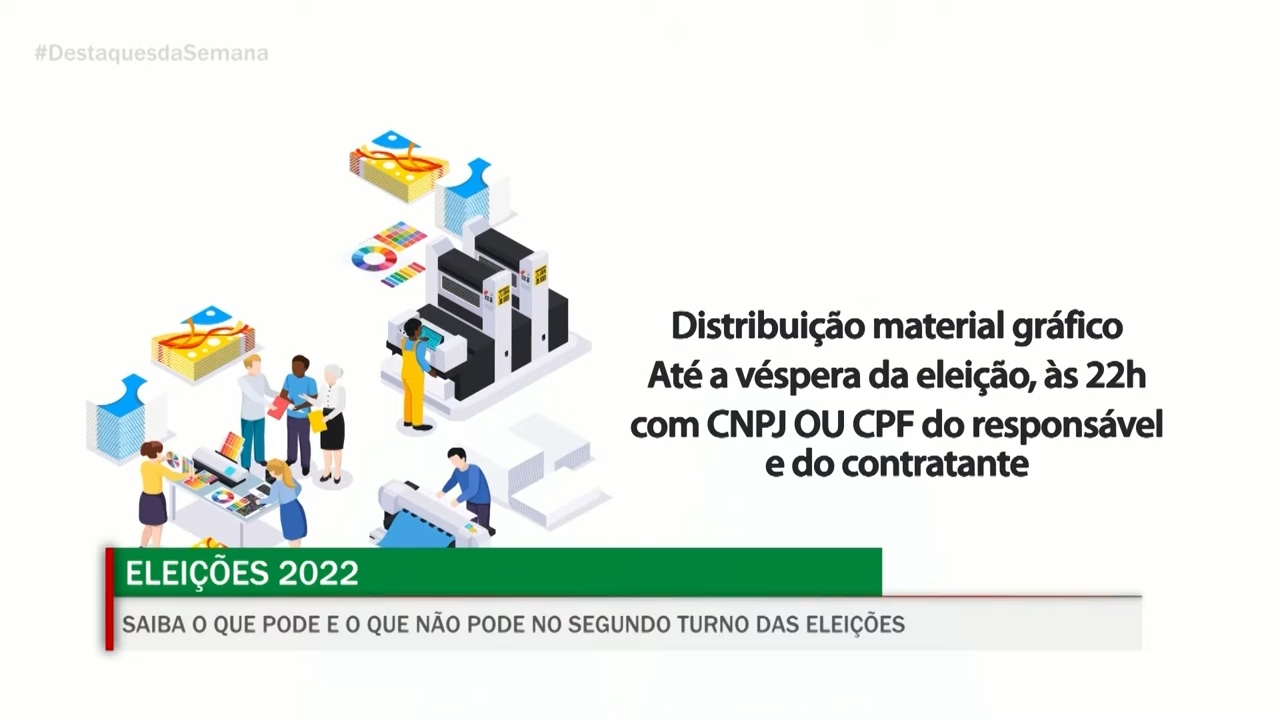 #DestaquesdaSemana
Distribuição material gráfico
Até a véspera da eleição, às 22h
com CNPJ OU CPF do responsável
e do contratante
ELEIÇÕES 2022
SAIBA O QUE PODE E O QUE NÃO PODE NO SEGUNDO TURNO DAS ELEIÇÕES